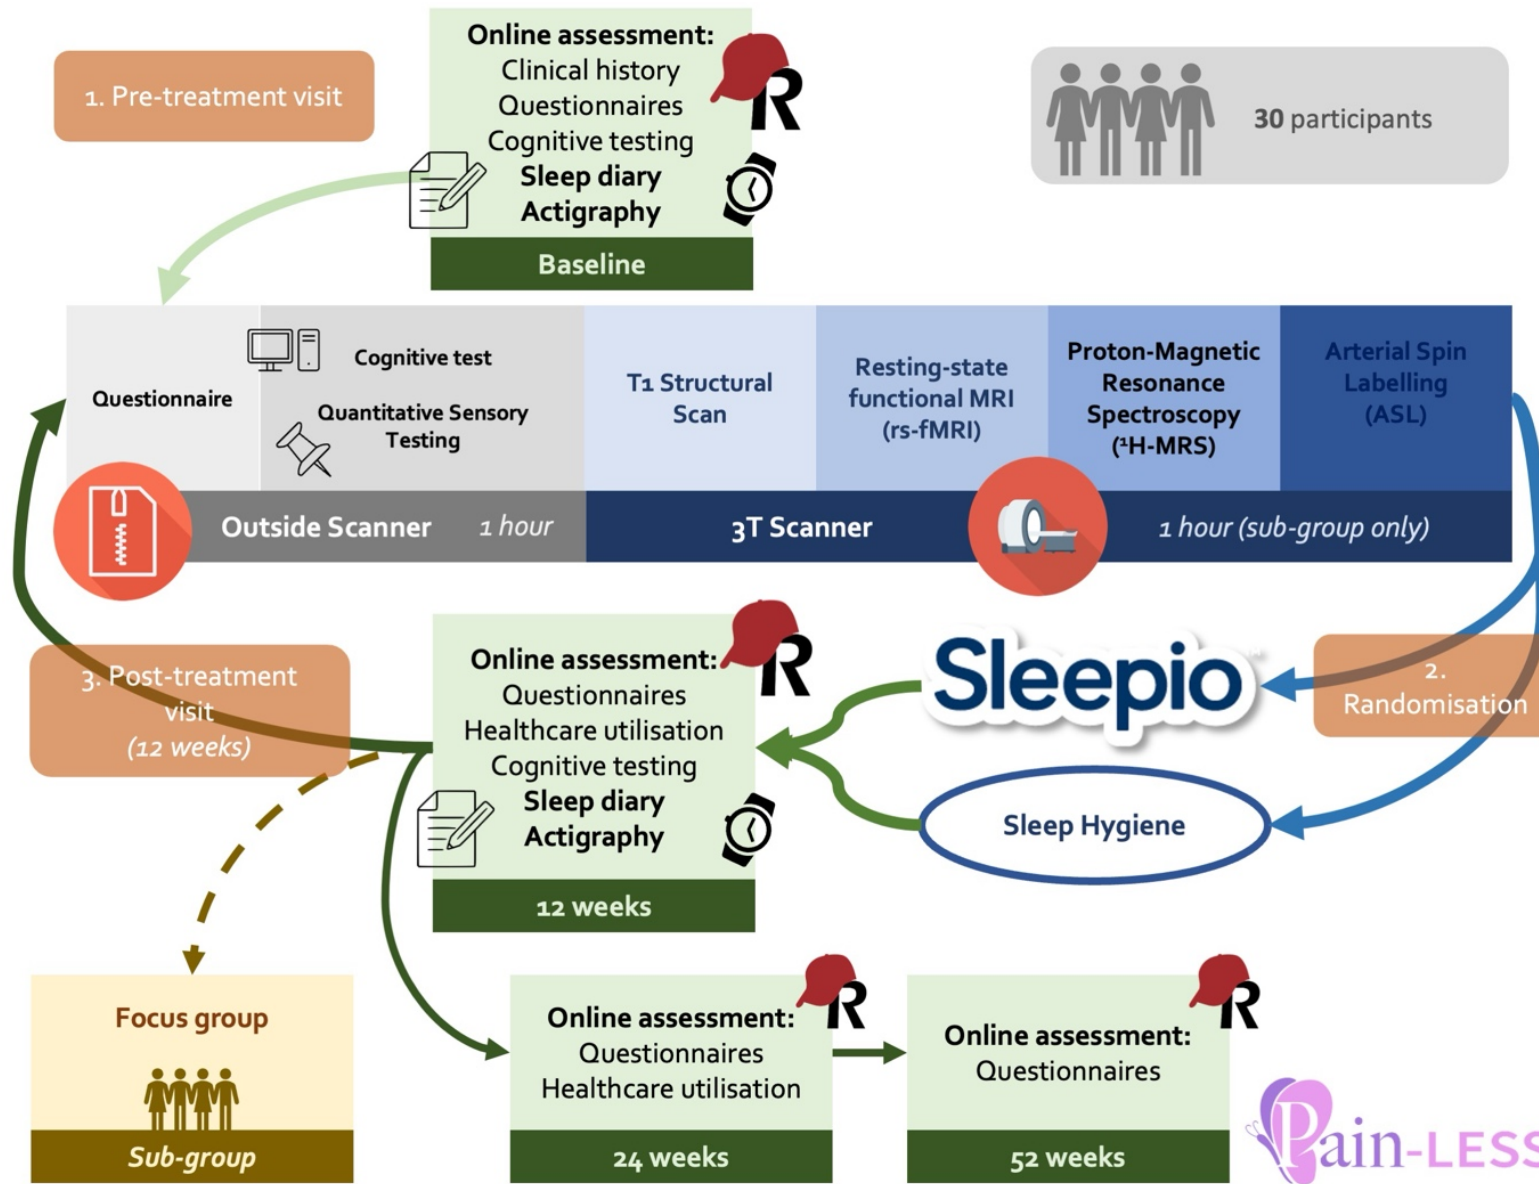 1. Pre-treatment visit
Online assessment:
Clinical history
Questionnaires
Cognitive testing
Sleep diary
Actigraphy
Baseline
R
30 participants
Questionnaire
Cognitive test
Quantitative Sensory
Testing
T1 Structural
Scan
Resting-state
functional MRI
(rs-fMRI)
Proton-Magnetic
Resonance
Spectroscopy
(¹H-MRS)
Arterial Spin
Labelling
(ASL)
Outside Scanner 1 hour
3T Scanner
1 hour (sub-group only)
3. Post-treatment
visit
(12 weeks)
Online assessment:
Questionnaires
Healthcare utilisation
Cognitive testing
Sleep diary
Actigraphy
12 weeks
R
Sleepio
2.
Randomisation
Sleep Hygiene
Focus group
Sub-group
Online assessment:
Questionnaires
Healthcare utilisation
24 weeks
R
Online assessment:
Questionnaires
52 weeks
R
Pain-LESS